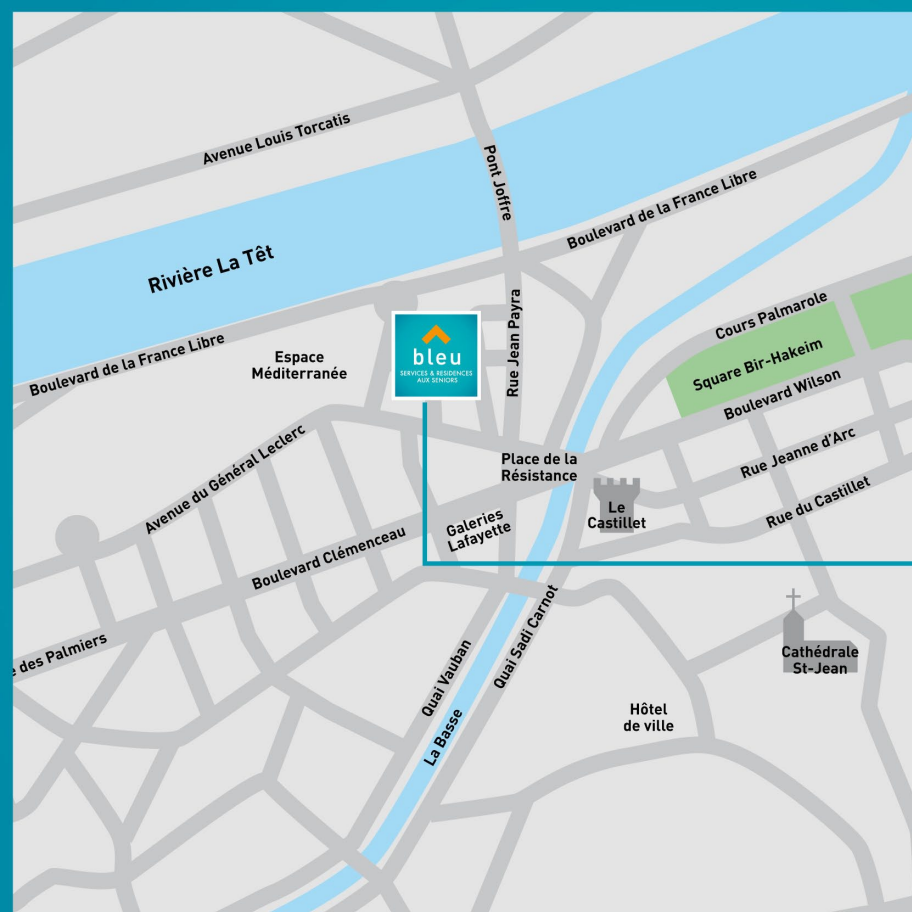 Avenue Louis Torcatis
Pont Joffre
Boulevard de la France Libre
Rivière La Têt
Rue Jean Payra
Cours Palmarole
bleu
SERVICES & RESIDENCES
AUX SENIORS
Espace
Méditerranée
Boulevard de la France Libre
Square Bir-Hakeim
Boulevard Wilson
Avenue du Général Leclerc
Place de la
Résistance
Rue Jeanne d'Arc
Rue du Castillet
Le
Castillet
Galeries
Lafayette
Boulevard Clémenceau
des Palmiers
Quai Vauban
Quai Sadi Carnot
La Basse
Cathédrale
St-Jean
Hôtel
de ville